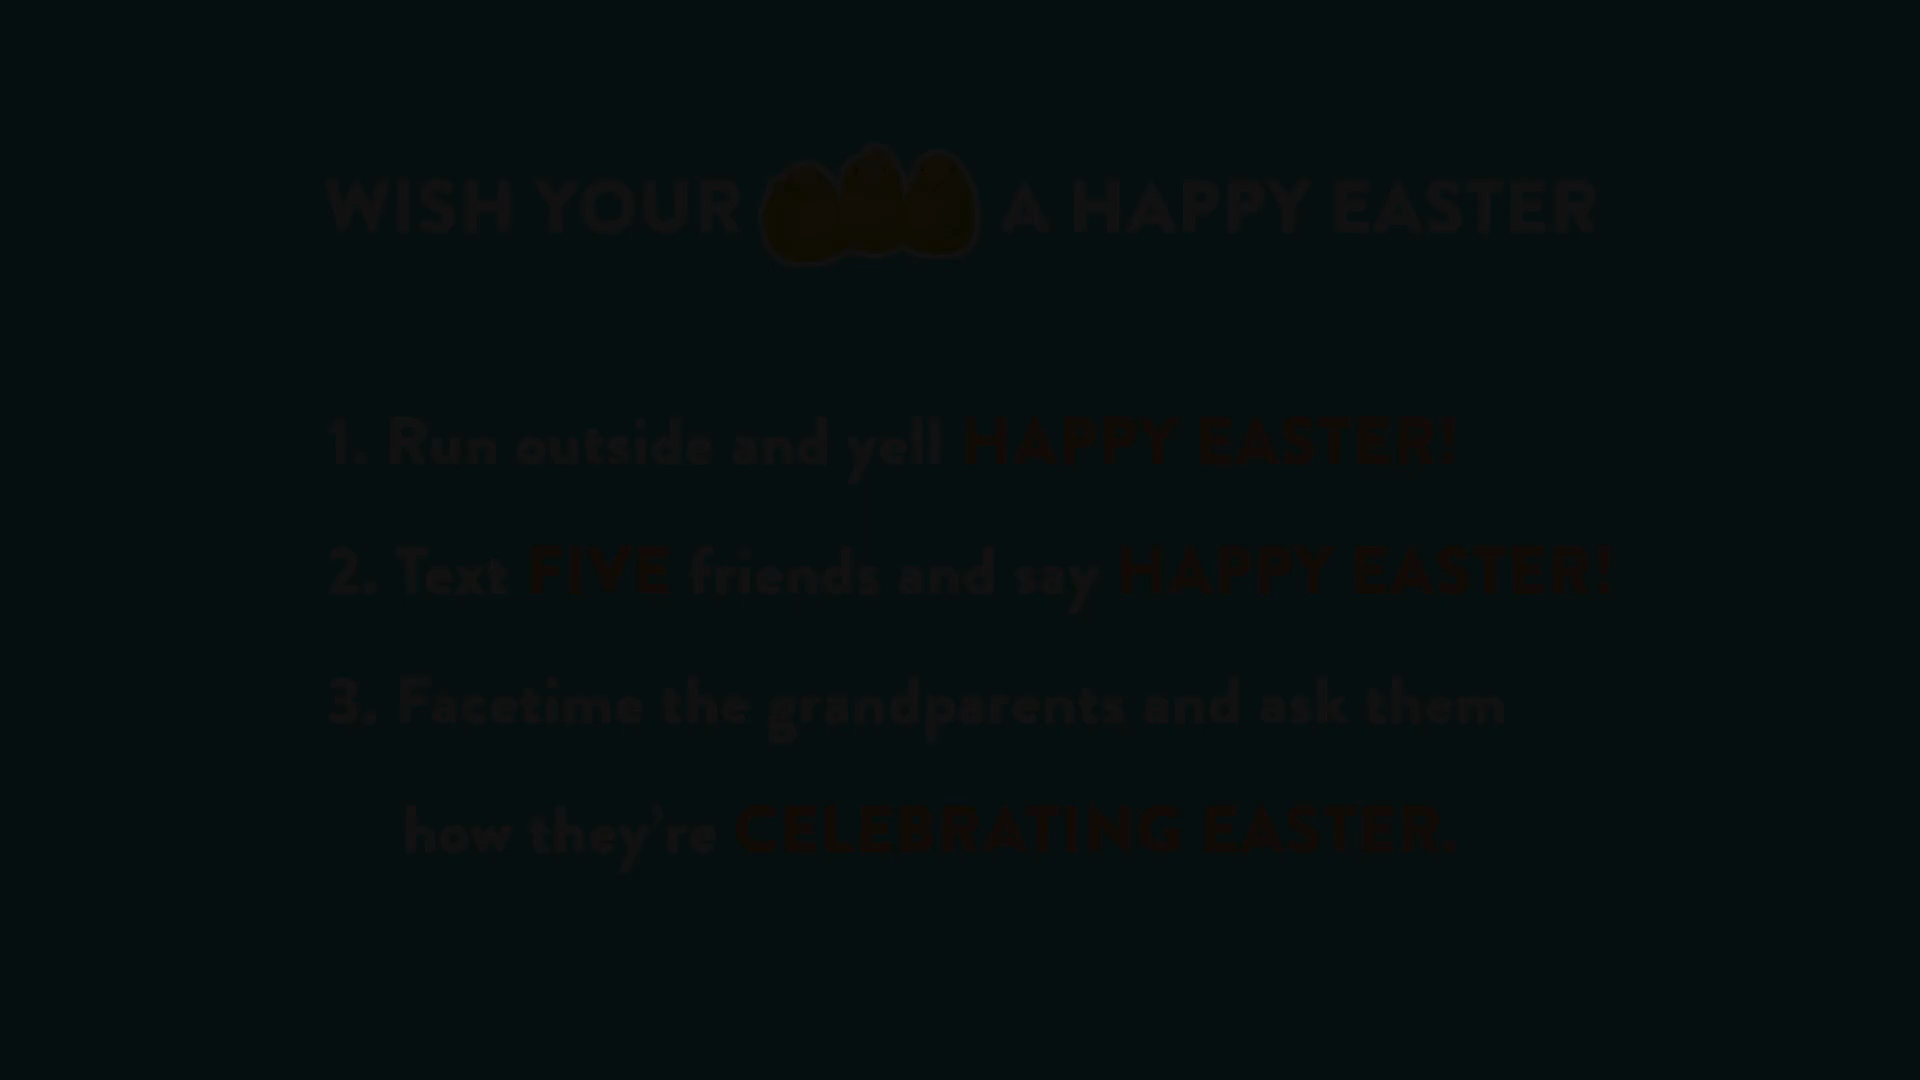 WISH YOUR A HAPPY EASTER
1. Run outside and yell HAPPY EASTER!
2. Text FIVE friends and say HAPPY EASTER!
3. Facetime the grandparents and ask them
how they're CELEBRATING EASTER.